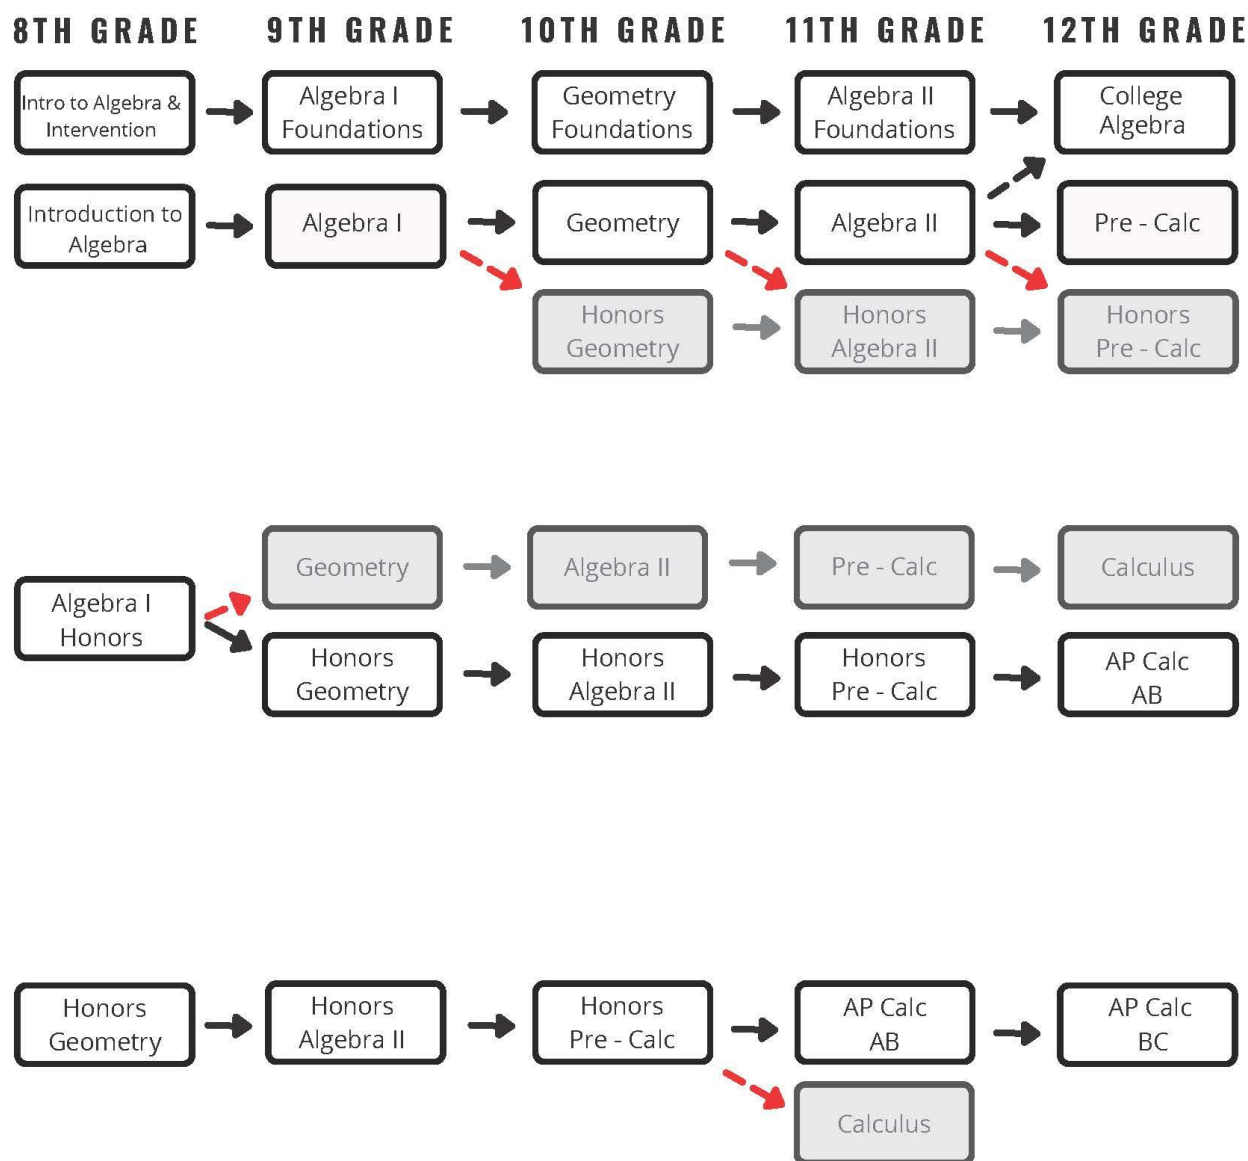 8TH GRADE
9TH GRADE
10TH GRADE
11TH GRADE
12TH GRADE
Intro to Algebra &
Intervention
Algebra I
Foundations
Geometry
Foundations
Algebra II
Foundations
College
Algebra
Introduction to
Algebra
Algebra I
Geometry
Algebra II
Pre - Calc
Honors
Geometry
Honors
Algebra II
Honors
Pre - Calc
Algebra I
Honors
Geometry
Algebra II
Pre - Calc
Calculus
Honors
Geometry
Honors
Algebra II
Honors
Pre - Calc
AP Calc
AB
Honors
Geometry
Honors
Algebra II
Honors
Pre - Calc
AP Calc
AB
AP Calc
BC
Calculus